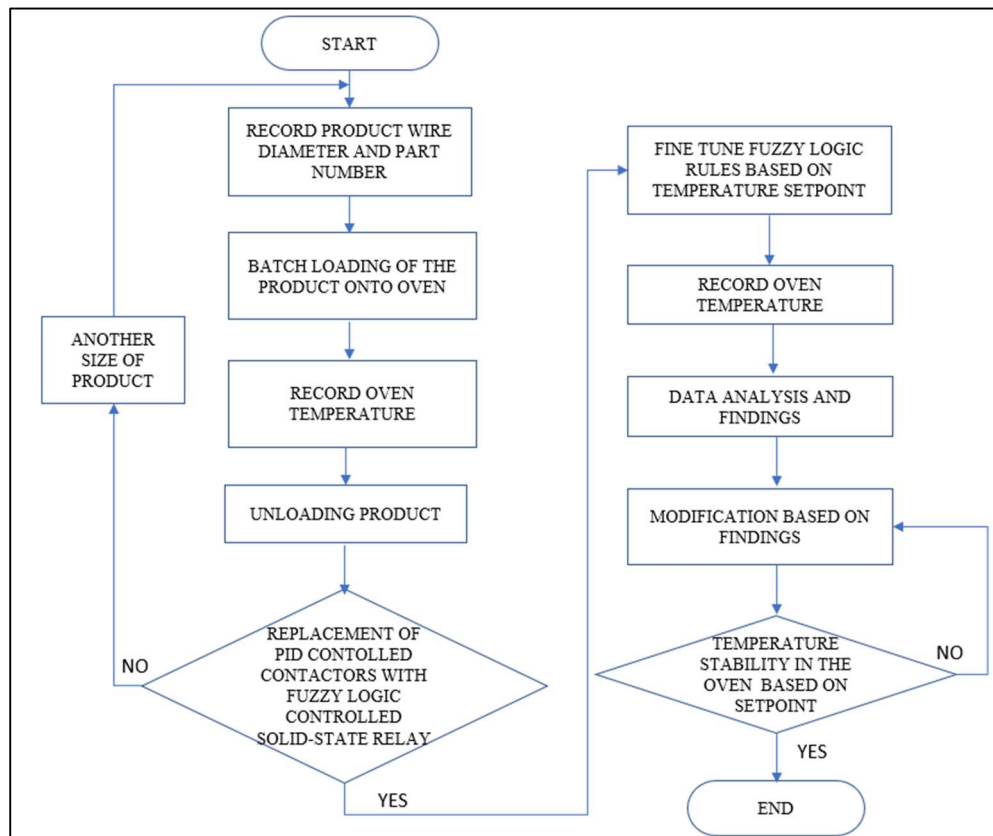 START
RECORD PRODUCT WIRE
DIAMETER AND PART
NUMBER
BATCH LOADING OF THE
PRODUCT ONTO OVEN
ANOTHER
SIZE OF
PRODUCT
RECORD OVEN
TEMPERATURE
UNLOADING PRODUCT
REPLACEMENT OF
PID CONTOLLED
CONTACTORS WITH
FUZZY LOGIC
CONTROLLED
SOLID-STATE RELAY
NO
YES
FINE TUNE FUZZY LOGIC
RULES BASED ON
TEMPERATURE SETPOINT
RECORD OVEN
TEMPERATURE
DATA ANALYSIS AND
FINDINGS
MODIFICATION BASED ON
FINDINGS
TEMPERATURE
STABILITY IN THE
OVEN BASED ON
SETPOINT
NO
YES
END